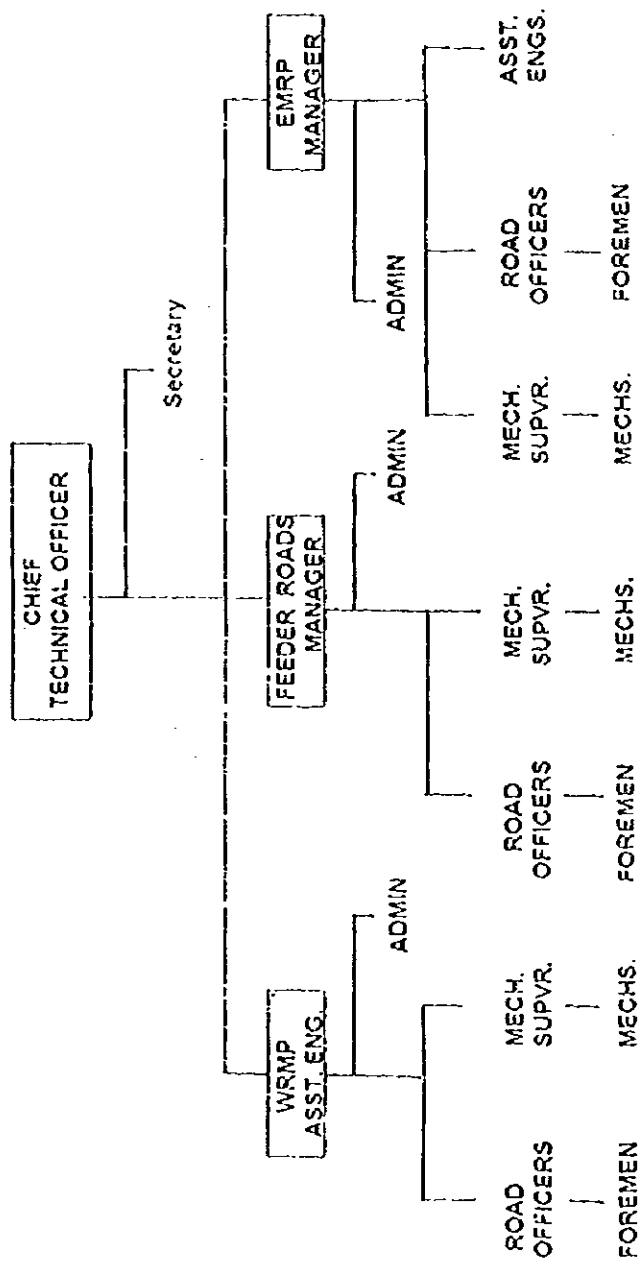 CHIEF
TECHNICAL OFFICER
Secretary
WRMP
ASST. ENG.
FEEDER ROADS
MANAGER
EMRP
MANAGER
ADMIN
ADMIN
ADMIN
ROAD
OFFICERS
MECH.
SUPVR.
ROAD
OFFICERS
MECH.
SUPVR.
MECH.
SUPVR.
ROAD
OFFICERS
ASST.
ENGS.
FOREMEN
MECHS.
FOREMEN
MECHS.
MECHS.
FOREMEN